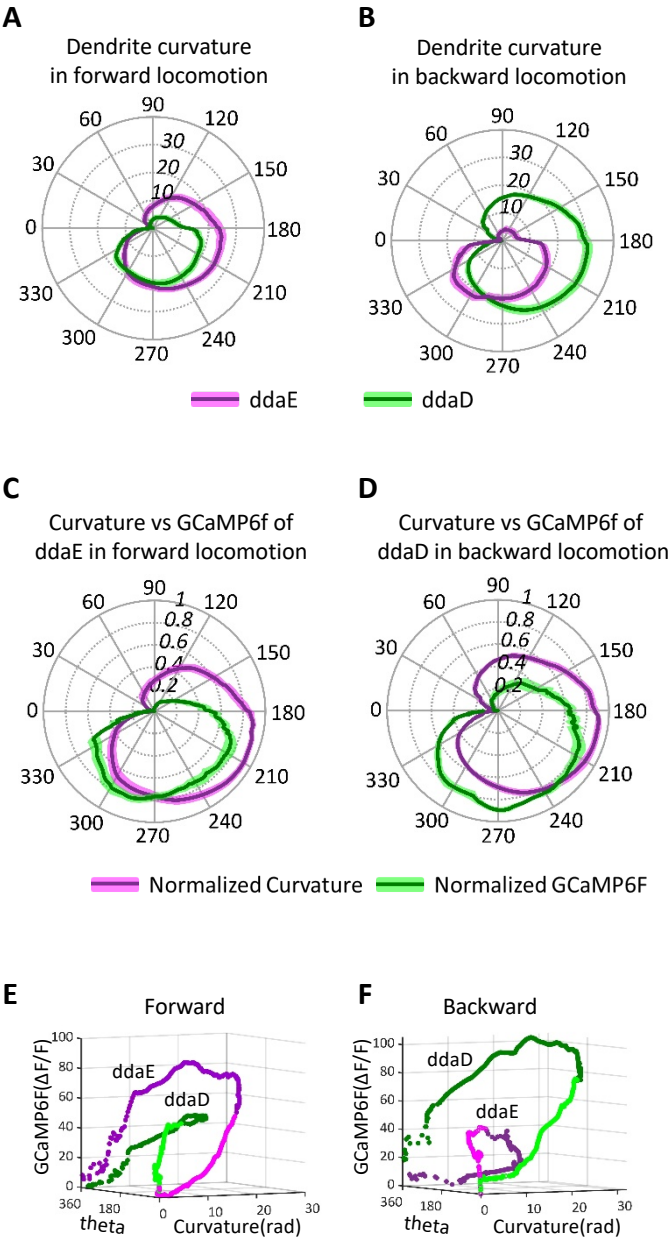 A
Dendrite curvature
in forward locomotion
90
60
120
30
30
150
20
10
0
180
330
210
300
240
270
B
Dendrite curvature
in backward locomotion
90
60
120
30
30
150
20
10
0
180
330
210
300
240
270
ddaE
ddaD
C
Curvature vs GCaMP6f of
ddaE in forward locomotion
90
60
1
120
0.8
30
0.6
150
0.4
0.2
0
180
330
210
300
240
270
D
Curvature vs GCaMP6f of
ddaD in backward locomotion
90
60
1
120
0.8
30
0.6
150
0.4
0.2
0
180
330
210
300
240
270
Normalized Curvature
Normalized GCaMP6F
E
Forward
GCaMP6F(ΔF/F)
100
80
60
40
20
0
ddaE
ddaD
360
180
0
10
20
30
theta
Curvature(rad)
F
Backward
GCaMP6F(ΔF/F)
100
80
60
40
20
0
ddaD
ddaE
360
180
0
10
20
30
theta
Curvature(rad)